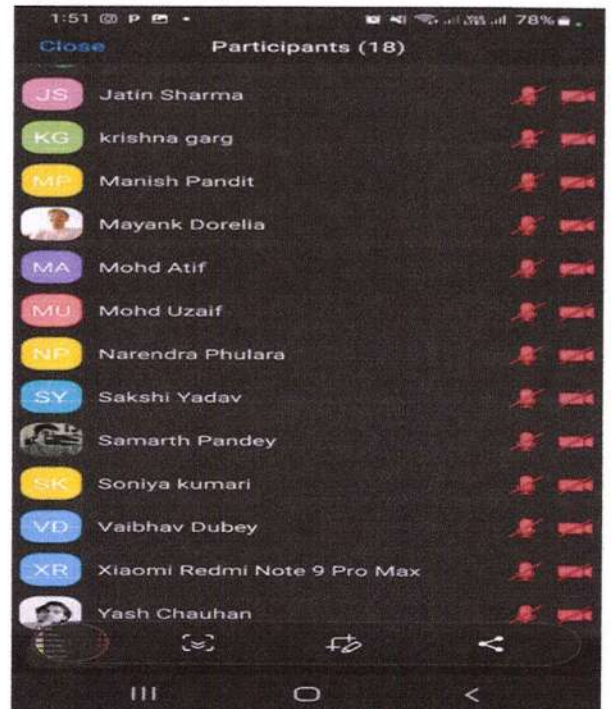 1:51 P 78%
Close Participants (18)
JS Jatin Sharma
KG krishna garg
MP Manish Pandit
Mayank Dorelia
MA Mohd Atif
MU Mohd Uzaif
NP Narendra Phulara
SY Sakshi Yadav
Samarth Pandey
SK Soniya kumari
VD Vaibhav Dubey
XR Xiaomi Redmi Note 9 Pro Max
Yash Chauhan